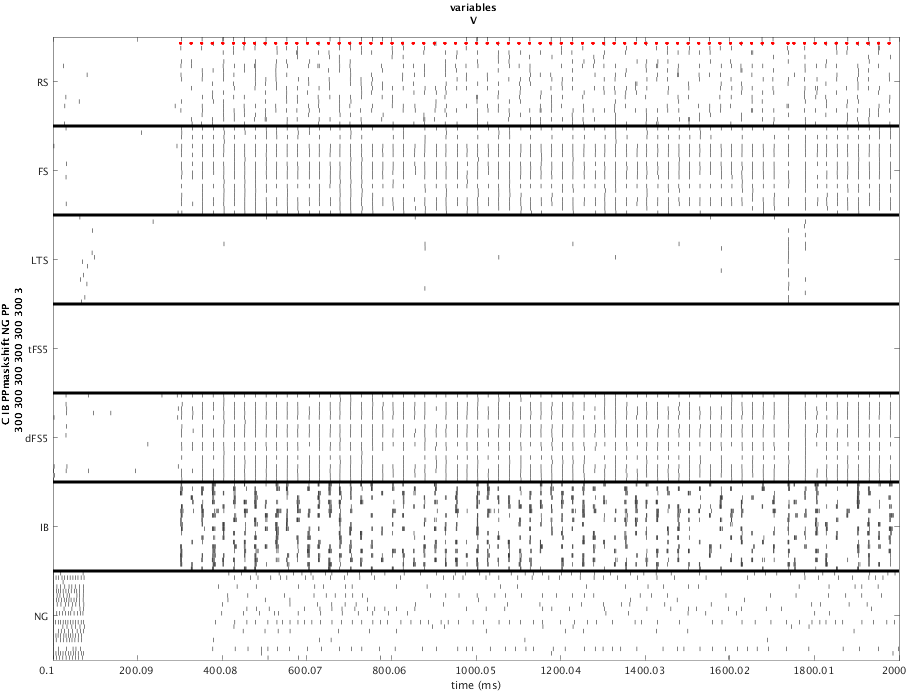 variables
V
RS
FS
LTS
tFS5
dFS5
IB
NG
C IB PPmaskshift NG PP
300 300 300 300 300 300 3
0.1 200.09 400.08 600.07 800.06 1000.05 1200.04 1400.03 1600.02 1800.01 2000
time (ms)